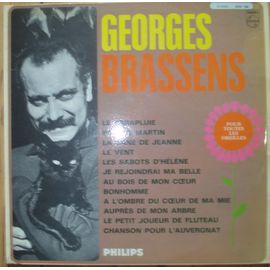 GEORGES
BRASSENS
LE PARAPLUIE
MARTIN
LA CANE DE JEANNE
LE VENT
LES SABOTS D'HÉLÈNE
JE REJOINDRAI MA BELLE
AU BOIS DE MON CŒUR
BONHOMME
A L'OMBRE DU CŒUR DE MA MIE
AUPRÈS DE MON ARBRE
LE PETIT JOUEUR DE FLUTEAU
CHANSON POUR L'AUVERGNAT
POUR
TOUTES
LES OREILLES
PHILIPS